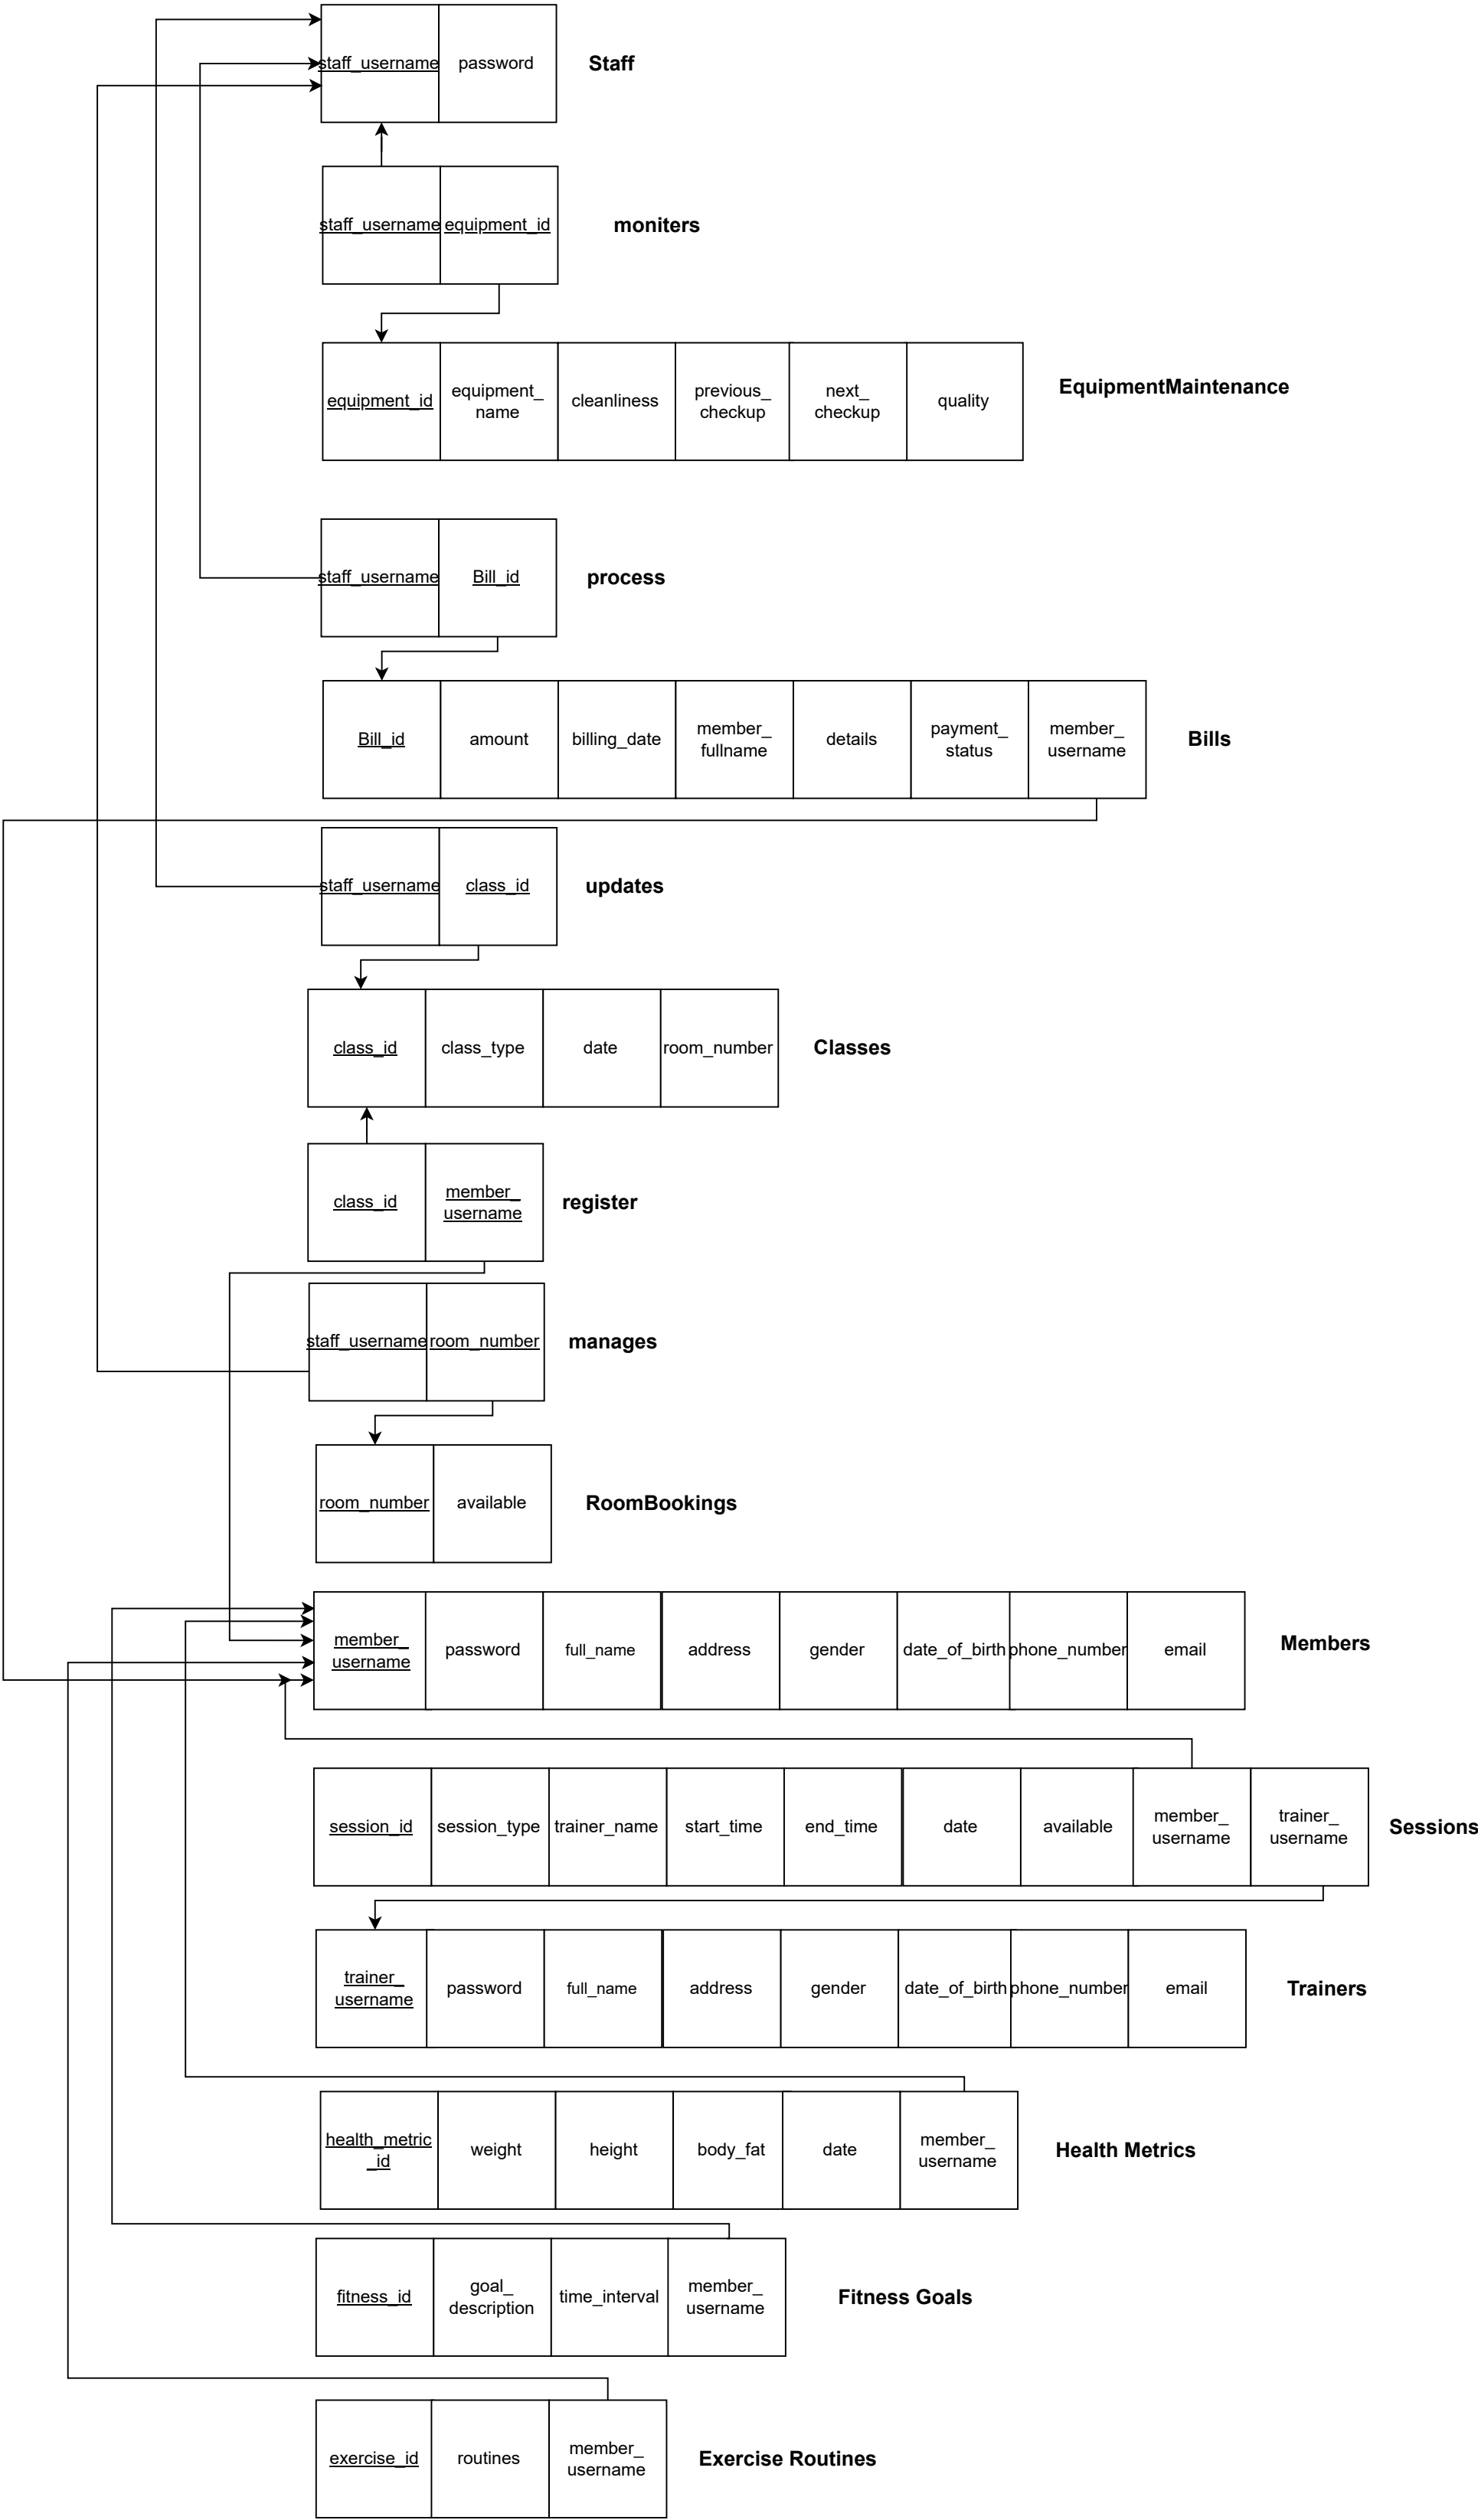 staff_username password Staff
staff_username equipment_id moniters
equipment_id equipment_ cleanliness previous_ next_ quality EquipmentMaintenance
name checkup checkup
staff_username Bill_id process
Bill_id amount billing_date member_ details payment_ member_ Bills
fullname status username
staff_username class_id updates
class_id class_type date room_number Classes
class_id member_ register
username
staff_username room_number manages
room_number available RoomBookings
member_ password full_name address gender date_of_birth phone_number email Members
username
session_id session_type trainer_name start_time end_time date available member_ trainer_ Sessions
username username
trainer_ password full_name address gender date_of_birth phone_number email Trainers
username
health_metric weight height body_fat date member_ Health Metrics
_id username
fitness_id goal_ time_interval member_ Fitness Goals
description username
exercise_id routines member_ Exercise Routines
username